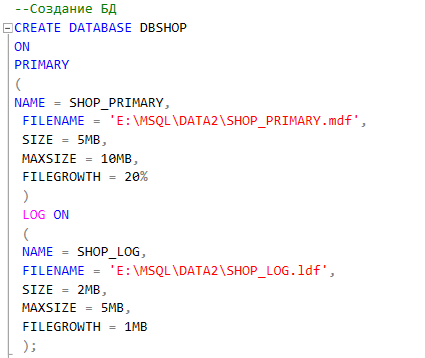 --Создание БД
CREATE DATABASE DBSHOP
ON
PRIMARY
(
NAME = SHOP_PRIMARY,
FILENAME = 'E:\MSQL\DATA2\SHOP_PRIMARY.mdf',
SIZE = 5MB,
MAXSIZE = 10MB,
FILEGROWTH = 20%
)
LOG ON
(
NAME = SHOP_LOG,
FILENAME = 'E:\MSQL\DATA2\SHOP_LOG.ldf',
SIZE = 2MB,
MAXSIZE = 5MB,
FILEGROWTH = 1MB
);